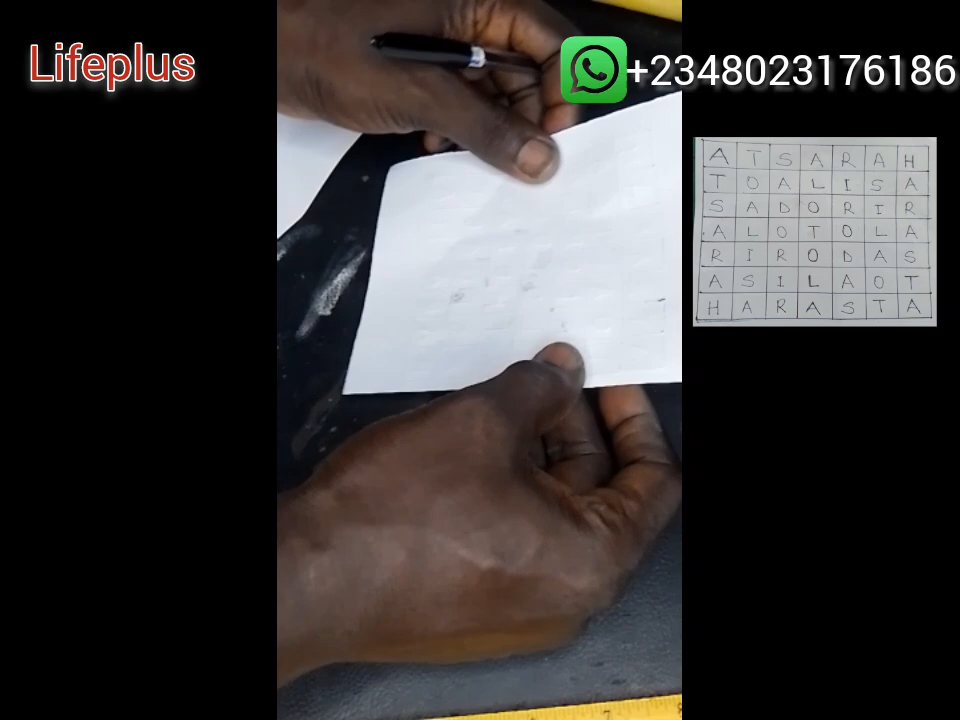 Lifeplus
+2348023176186
A T S A R A H
T O A L I S A
S A D O R I R
A L O T O L A
R I R O D A S
A S I L A O T
H A R A S T A